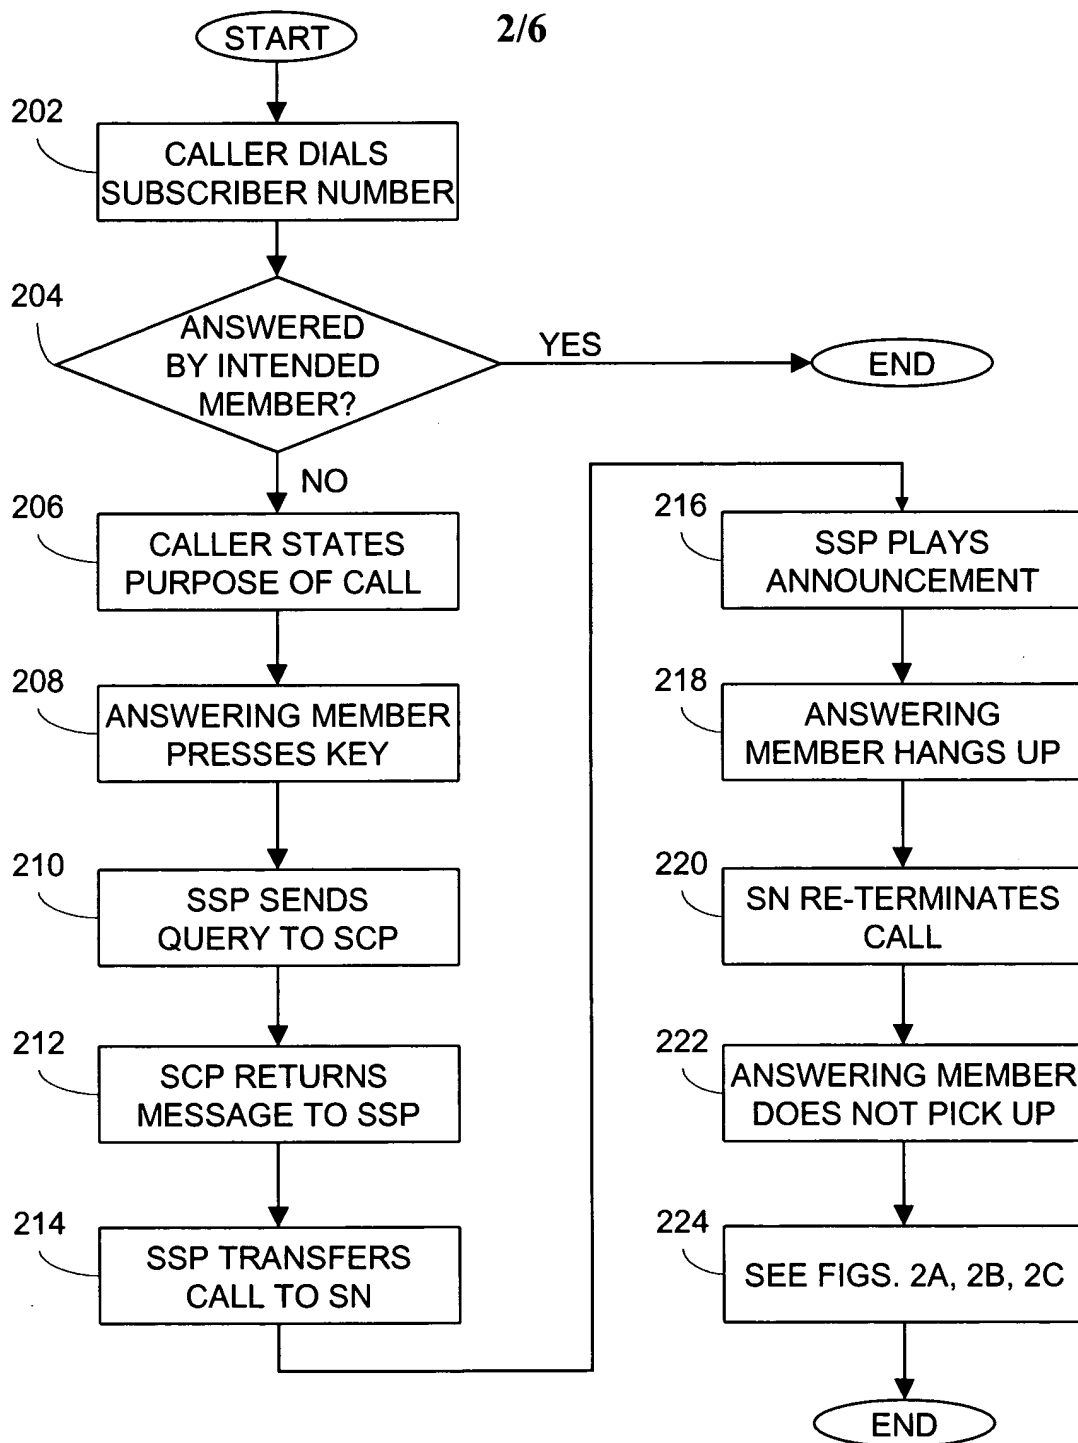 2/6
START
202
CALLER DIALS
SUBSCRIBER NUMBER
204
ANSWERED
BY INTENDED
MEMBER?
YES
END
NO
206
CALLER STATES
PURPOSE OF CALL
208
ANSWERING MEMBER
PRESSES KEY
210
SSP SENDS
QUERY TO SCP
212
SCP RETURNS
MESSAGE TO SSP
214
SSP TRANSFERS
CALL TO SN
216
SSP PLAYS
ANNOUNCEMENT
218
ANSWERING
MEMBER HANGS UP
220
SN RE-TERMINATES
CALL
222
ANSWERING MEMBER
DOES NOT PICK UP
224
SEE FIGS. 2A, 2B, 2C
END